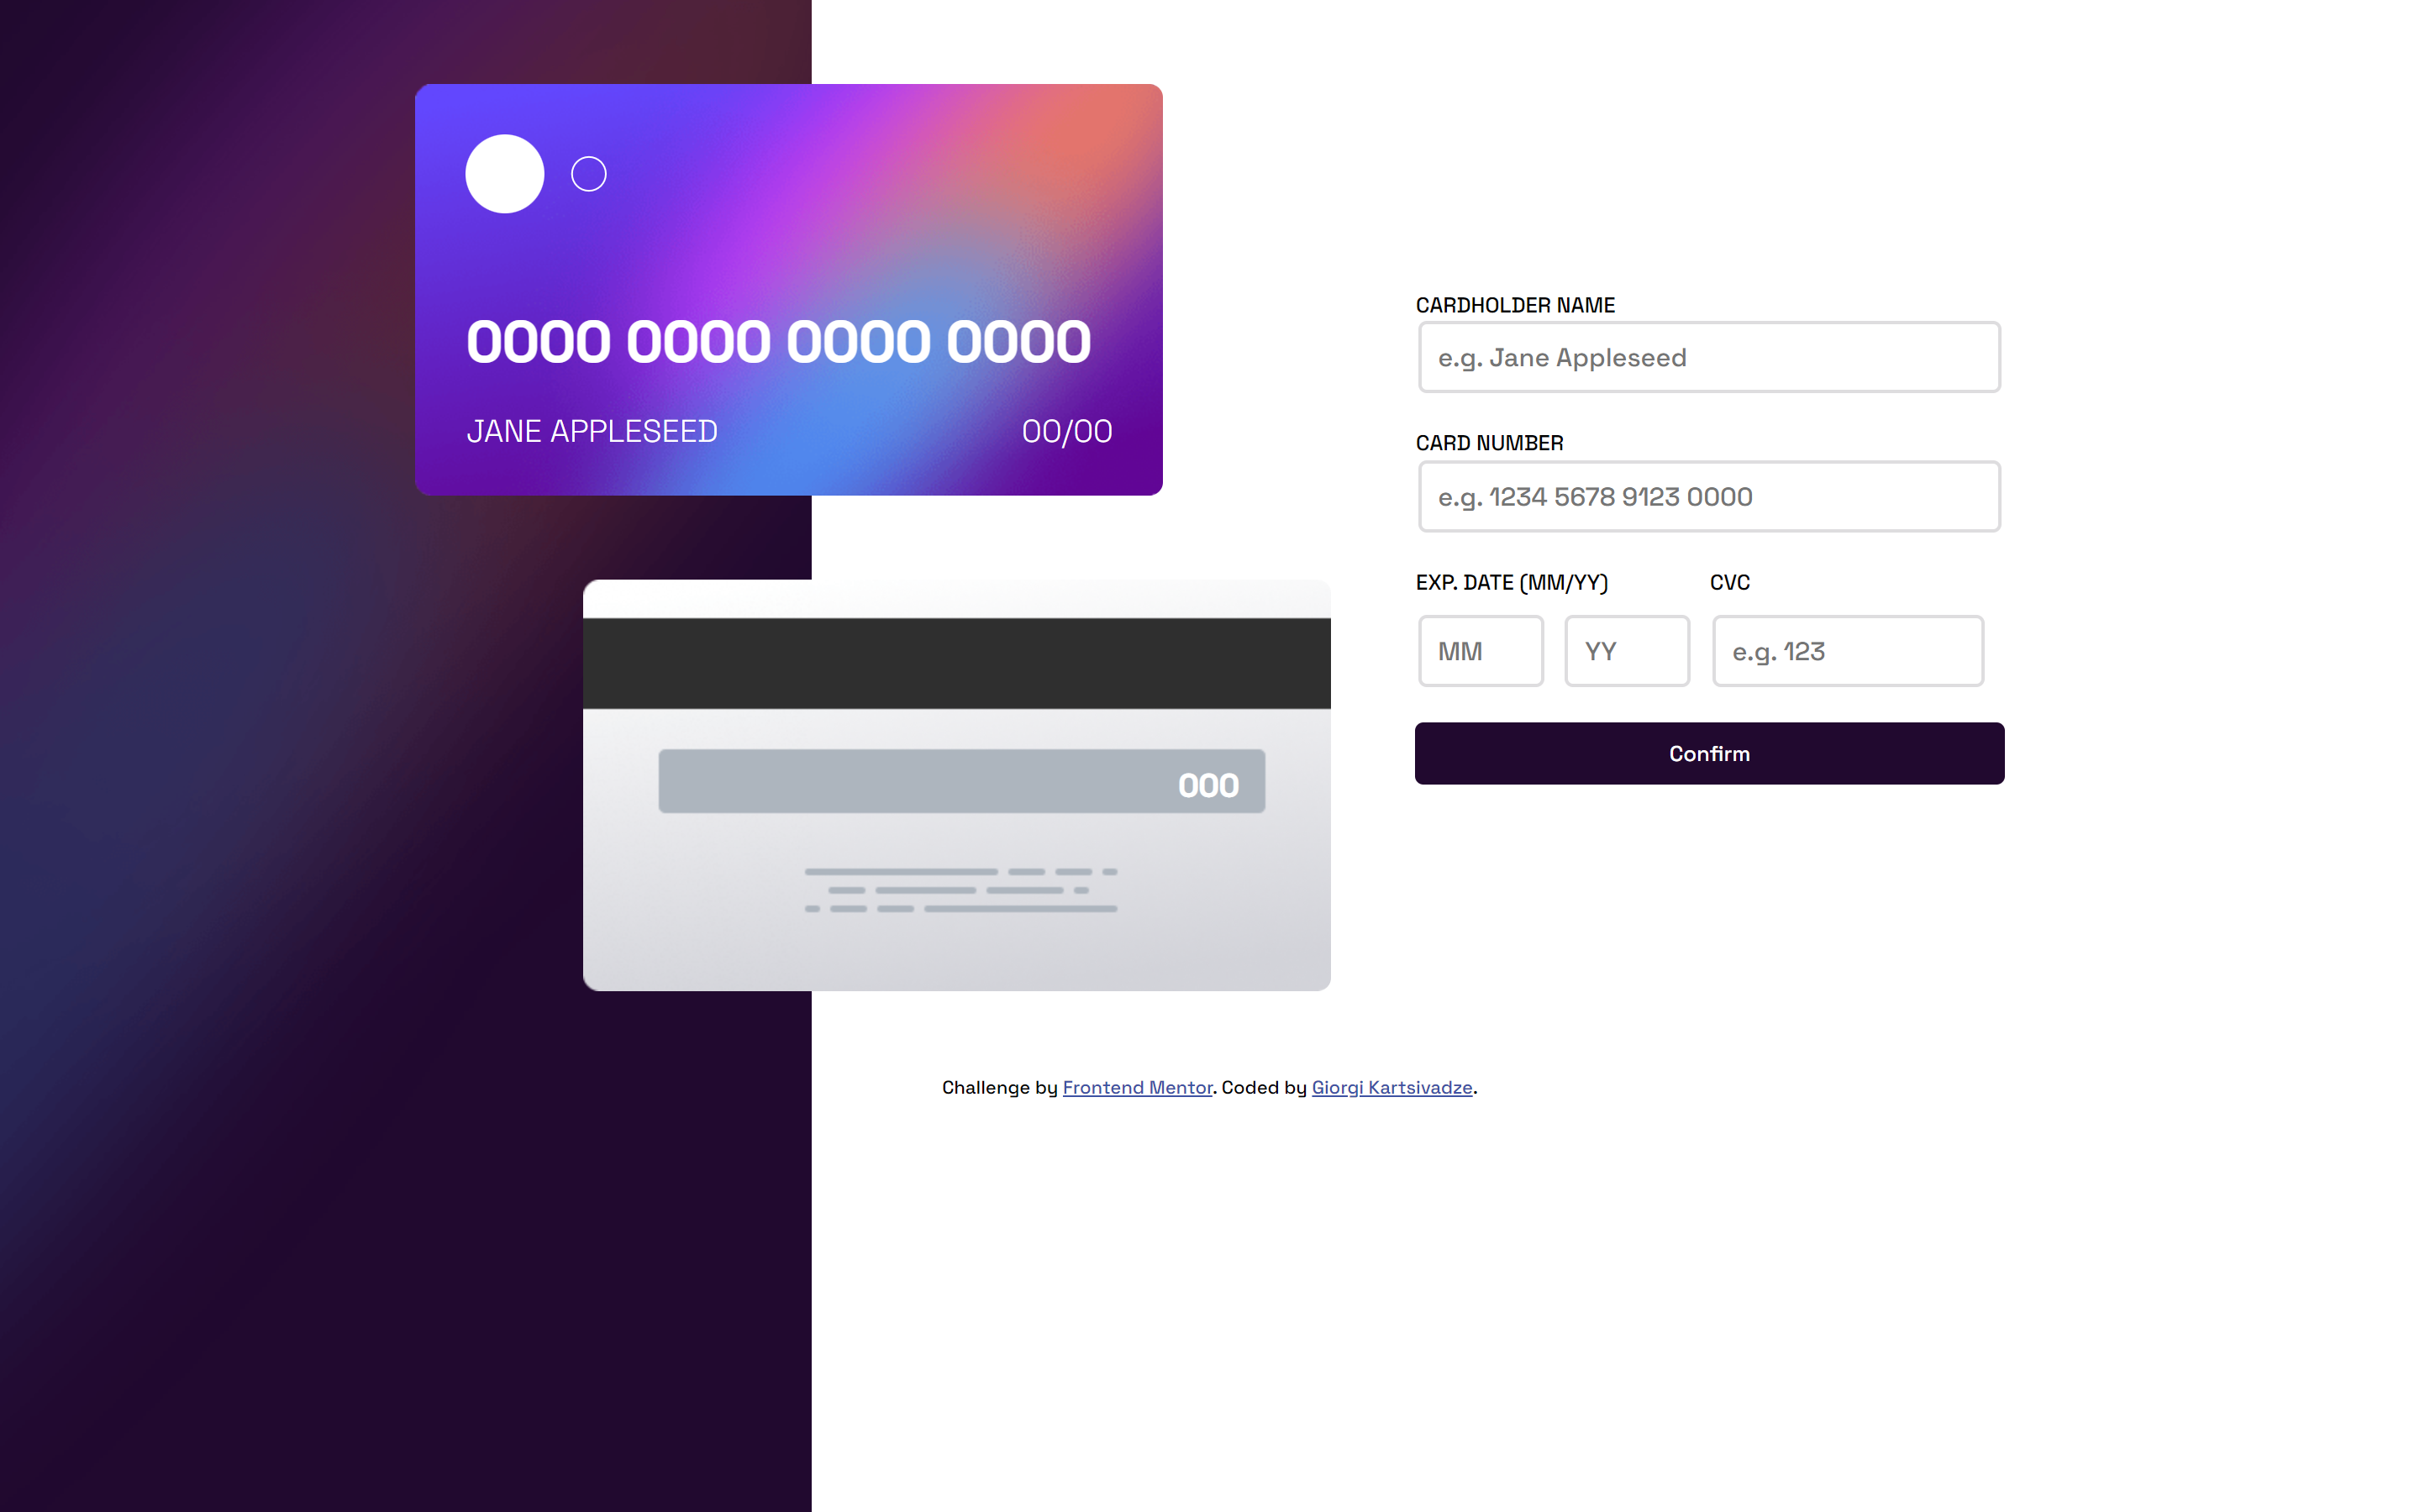 0000 0000 0000 0000
JANE APPLESEED 00/00
000
CARDHOLDER NAME
e.g. Jane Appleseed
CARD NUMBER
e.g. 1234 5678 9123 0000
EXP. DATE (MM/YY) CVC
MM YY e.g. 123
Confirm
Challenge by Frontend Mentor. Coded by Giorgi Kartsivadze.